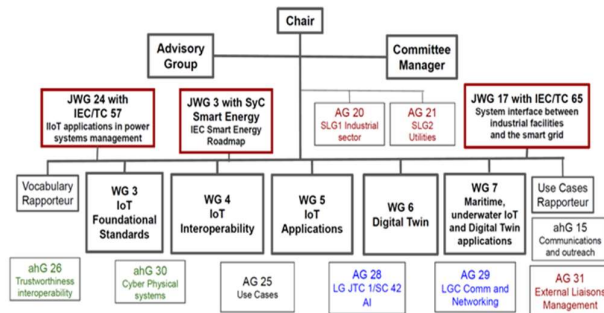 Chair
Advisory
Group
Committee
Manager
JWG 24 with
IEC/TC 57
IIoT applications in power
systems management
JWG 3 with SyC
Smart Energy
IEC Smart Energy
Roadmap
AG 20
SLG1 Industrial
sector
AG 21
SLG2
Utilities
JWG 17 with IEC/TC 65
System interface between
industrial facilities
and the smart grid
Vocabulary
Rapporteur
WG 3
IoT
Foundational
Standards
WG 4
IoT
Interoperability
WG 5
IoT
Applications
WG 6
Digital Twin
WG 7
Maritime,
underwater IoT
and Digital Twin
applications
Use Cases
Rapporteur
ahG 15
Communications
and outreach
ahG 26
Trustworthiness
interoperability
ahG 30
Cyber Physical
systems
AG 25
Use Cases
AG 28
LG JTC 1/SC 42
AI
AG 29
LGC Comm and
Networking
AG 31
External Liaisons
Management